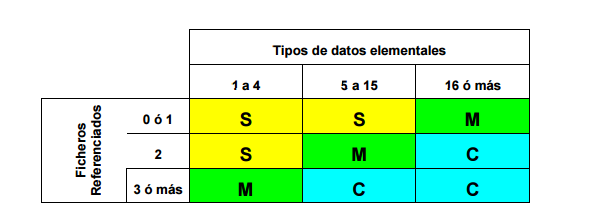 Tipos de datos elementales
1 a 4 5 a 15 16 ó más
Ficheros
Referenciados
0 ó 1 S S M
2 S M C
3 ó más M C C